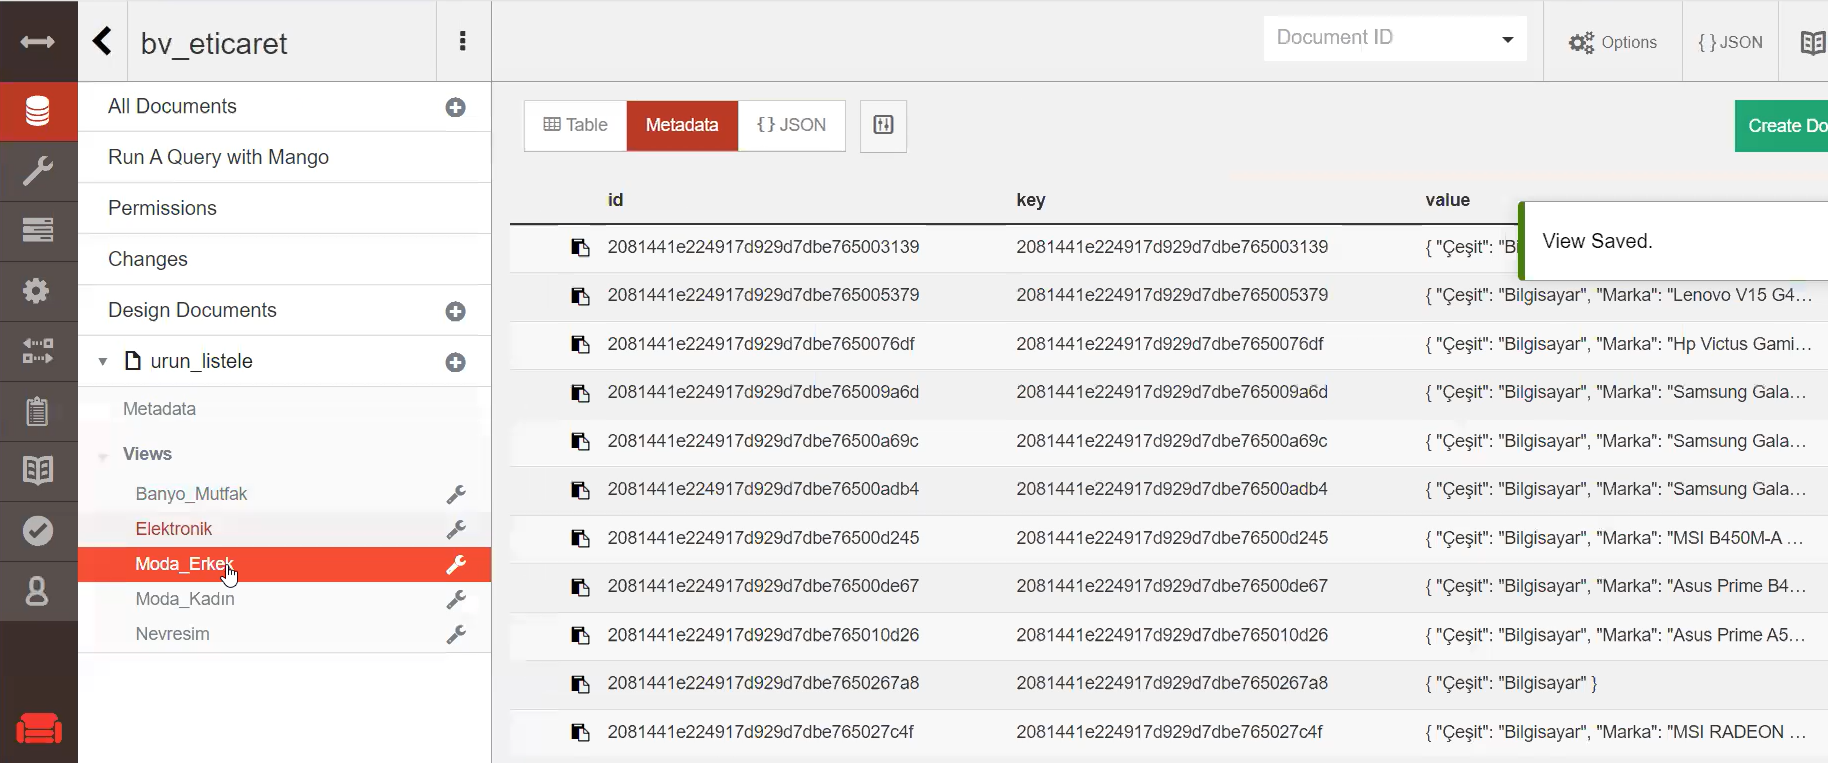 bv_eticaret
Document ID
Options
{ } JSON
All Documents
Run A Query with Mango
Permissions
Changes
Design Documents
urun_listele
Metadata
Views
Banyo_Mutfak
Elektronik
Moda_Erkek
Moda_Kadın
Nevresim
Table
Metadata
{ } JSON
Create Do
id key value
View Saved.
2081441e224917d929d7dbe765003139 2081441e224917d929d7dbe765003139 { "Çeşit": "Bi
2081441e224917d929d7dbe765005379 2081441e224917d929d7dbe765005379 { "Çeşit": "Bilgisayar", "Marka": "Lenovo V15 G4...
2081441e224917d929d7dbe7650076df 2081441e224917d929d7dbe7650076df { "Çeşit": "Bilgisayar", "Marka": "Hp Victus Gami...
2081441e224917d929d7dbe765009a6d 2081441e224917d929d7dbe765009a6d { "Çeşit": "Bilgisayar", "Marka": "Samsung Gala...
2081441e224917d929d7dbe76500a69c 2081441e224917d929d7dbe76500a69c { "Çeşit": "Bilgisayar", "Marka": "Samsung Gala...
2081441e224917d929d7dbe76500adb4 2081441e224917d929d7dbe76500adb4 { "Çeşit": "Bilgisayar", "Marka": "Samsung Gala...
2081441e224917d929d7dbe76500d245 2081441e224917d929d7dbe76500d245 { "Çeşit": "Bilgisayar", "Marka": "MSI B450M-A ...
2081441e224917d929d7dbe76500de67 2081441e224917d929d7dbe76500de67 { "Çeşit": "Bilgisayar", "Marka": "Asus Prime B4...
2081441e224917d929d7dbe765010d26 2081441e224917d929d7dbe765010d26 { "Çeşit": "Bilgisayar", "Marka": "Asus Prime A5...
2081441e224917d929d7dbe7650267a8 2081441e224917d929d7dbe7650267a8 { "Çeşit": "Bilgisayar" }
2081441e224917d929d7dbe765027c4f 2081441e224917d929d7dbe765027c4f { "Çeşit": "Bilgisayar", "Marka": "MSI RADEON ...